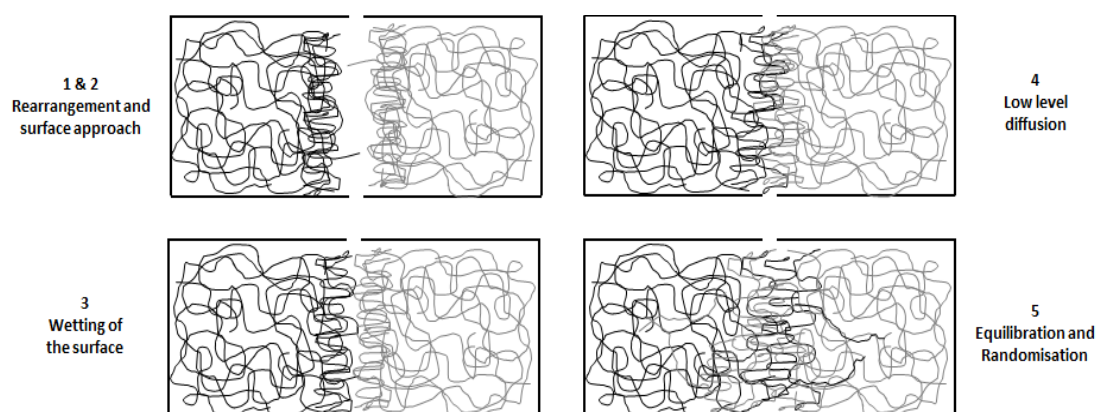 1 & 2
Rearrangement and
surface approach
4
Low level
diffusion
3
Wetting of
the surface
5
Equilibration and
Randomisation